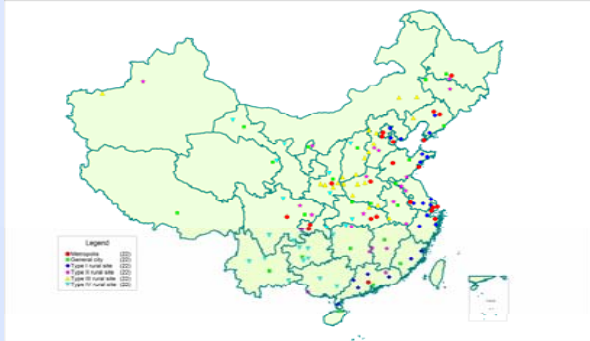 Legend
Metropolis (22)
General city (22)
Type I rural site (22)
Type II rural site (22)
Type III rural site (22)
Type IV rural site (22)